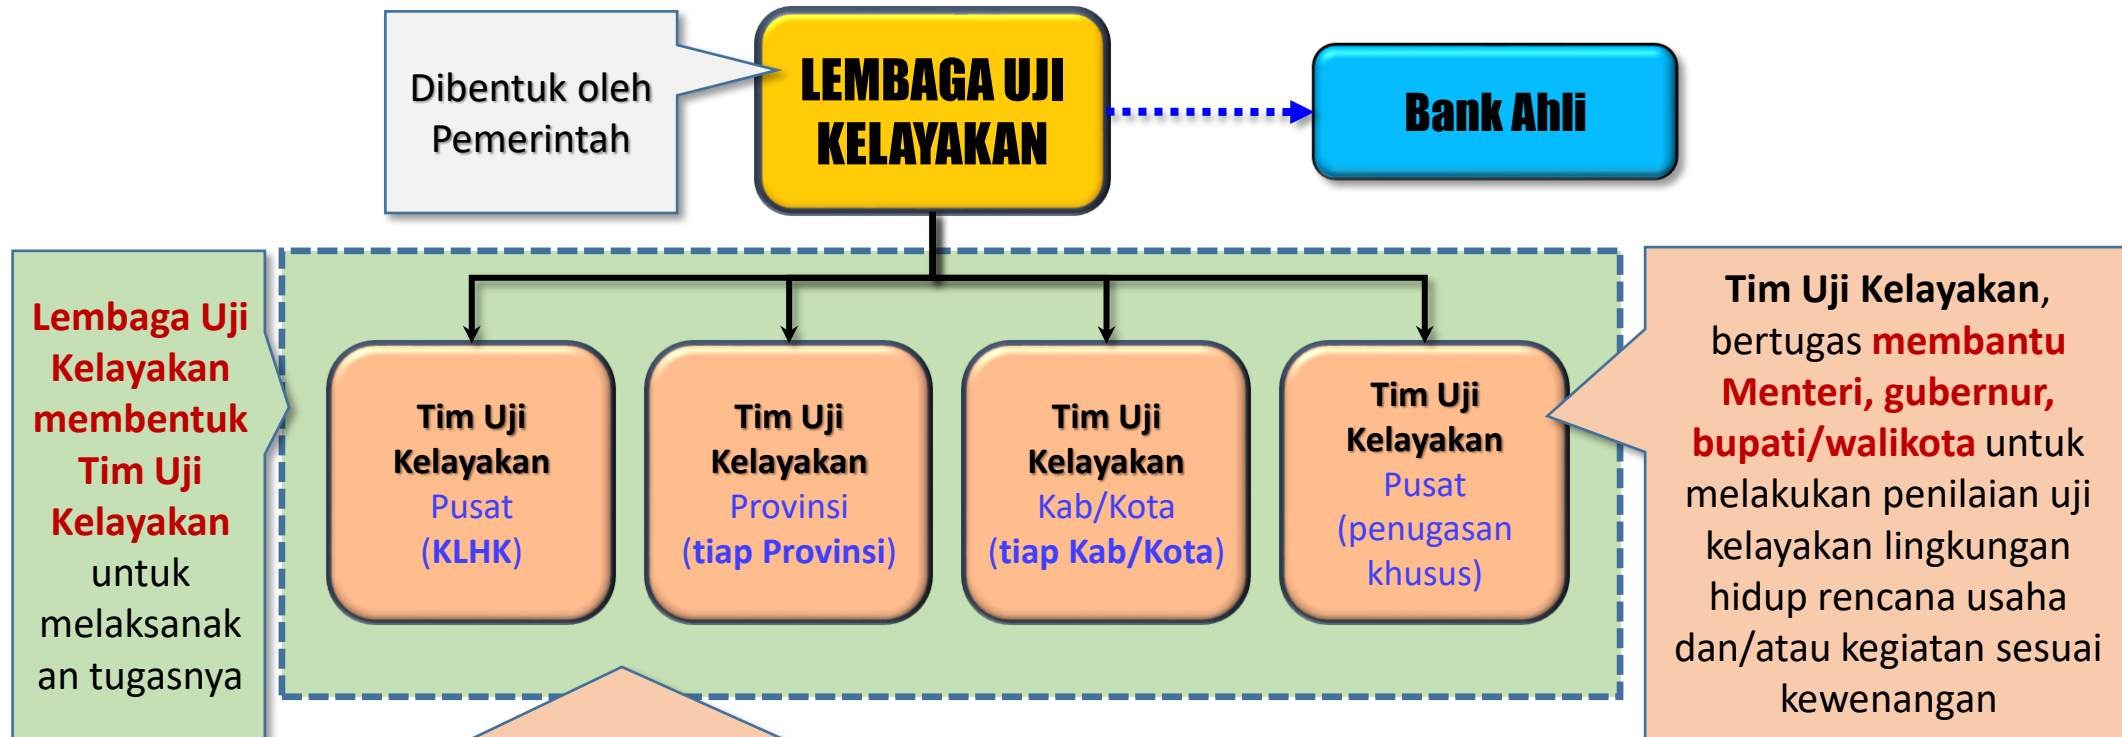 Dibentuk oleh
Pemerintah
LEMBAGA UJI
KELAYAKAN
Bank Ahli
Lembaga Uji
Kelayakan
membentuk
Tim Uji
Kelayakan
untuk
melaksanak
an tugasnya
Tim Uji
Kelayakan
Pusat
(KLHK)
Tim Uji
Kelayakan
Provinsi
(tiap Provinsi)
Tim Uji
Kelayakan
Kab/Kota
(tiap Kab/Kota)
Tim Uji
Kelayakan
Pusat
(penugasan
khusus)
Tim Uji Kelayakan,
bertugas membantu
Menteri, gubernur,
bupati/walikota untuk
melakukan penilaian uji
kelayakan lingkungan
hidup rencana usaha
dan/atau kegiatan sesuai
kewenangan